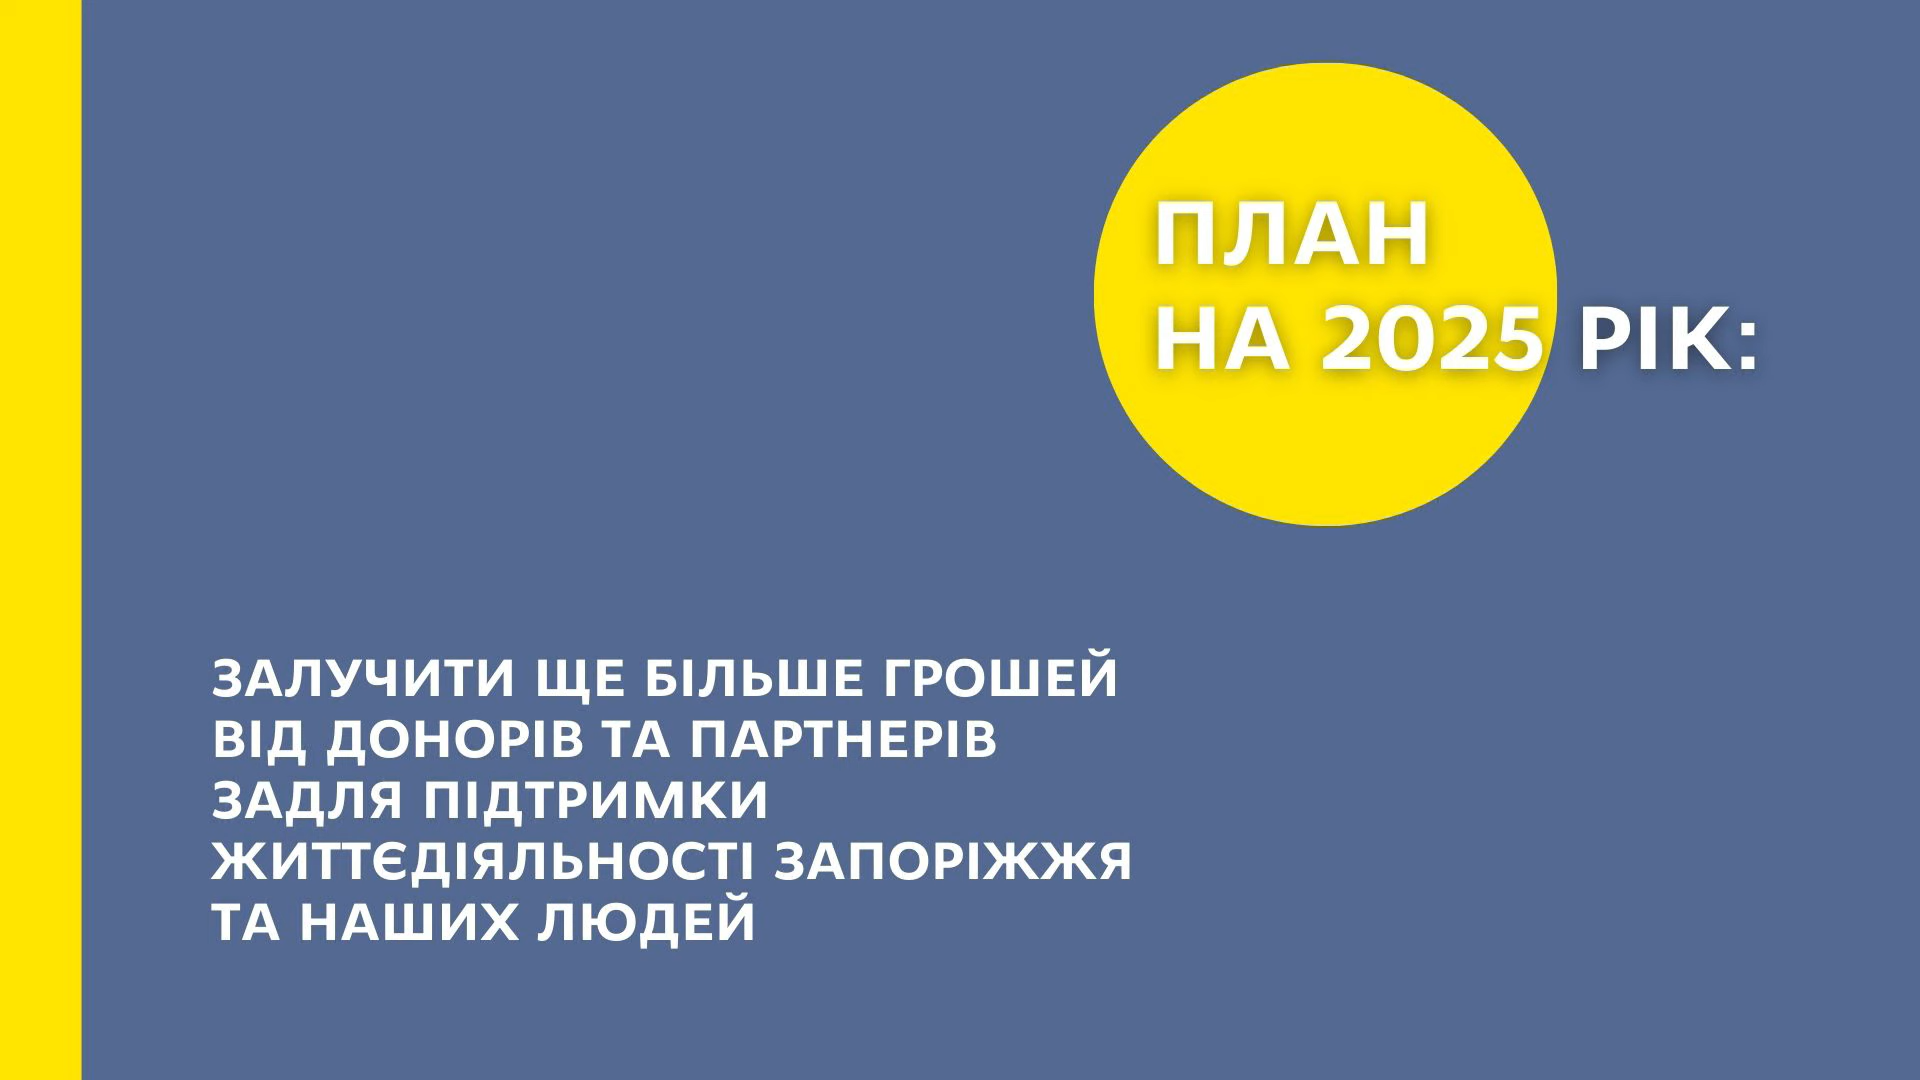 ПЛАН
НА 2025 РІК:
ЗАЛУЧИТИ ЩЕ БІЛЬШЕ ГРОШЕЙ
ВІД ДОНОРІВ ТА ПАРТНЕРІВ
ЗАДЛЯ ПІДТРИМКИ
ЖИТТЄДІЯЛЬНОСТІ ЗАПОРІЖЖЯ
ТА НАШИХ ЛЮДЕЙ